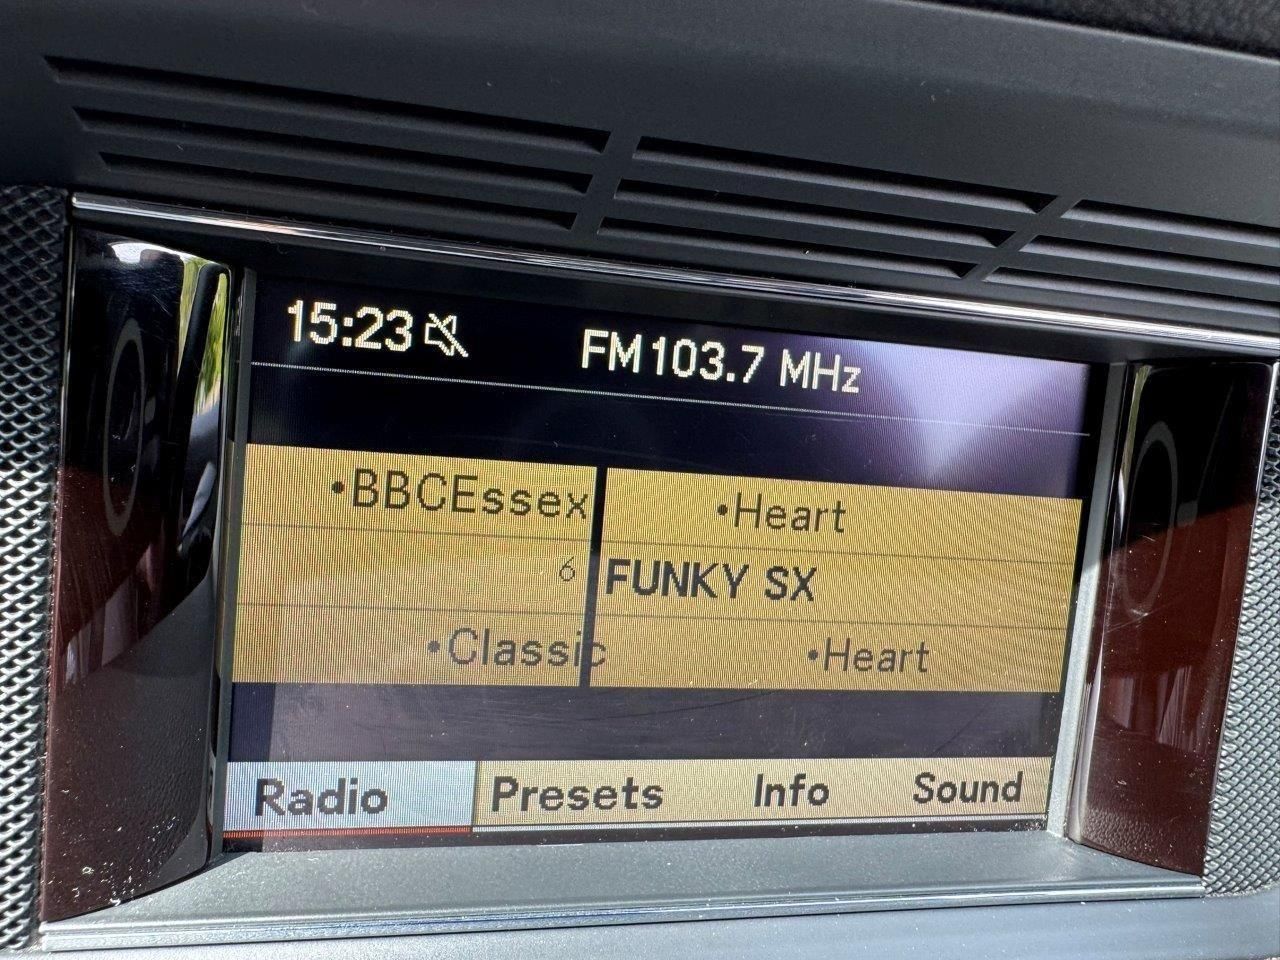 15:23 FM 103.7 MHz
•BBCEssex •Heart
6 FUNKY SX
•Classic •Heart
Radio Presets Info Sound